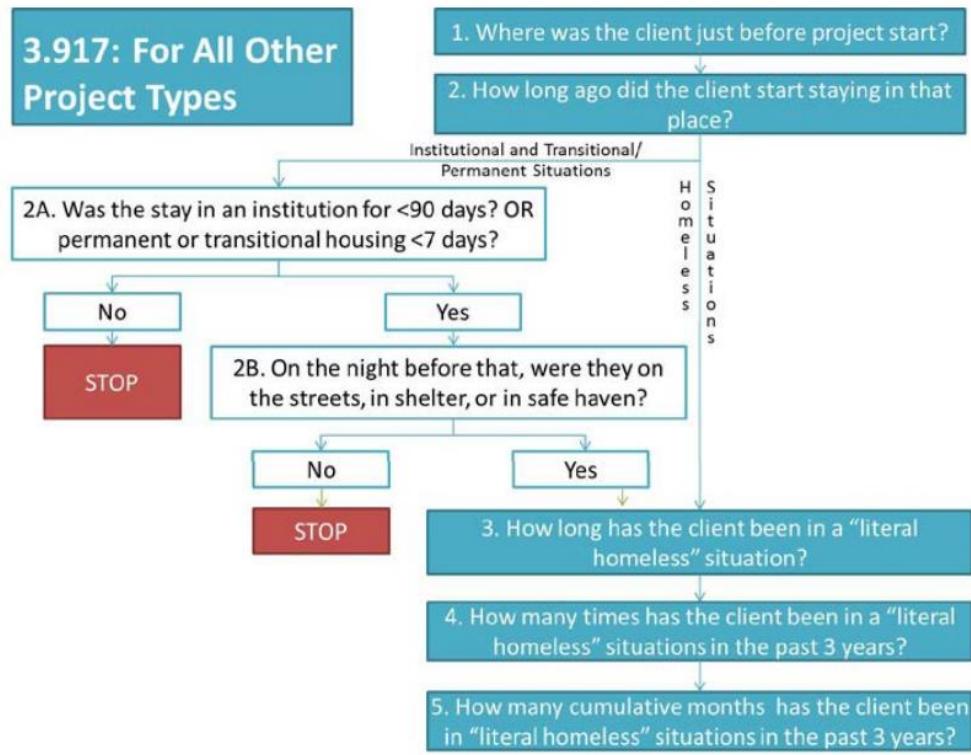 3.917: For All Other
Project Types
1. Where was the client just before project start?
2. How long ago did the client start staying in that
place?
Institutional and Transitional/
Permanent Situations
Homeless
Situations
2A. Was the stay in an institution for <90 days? OR
permanent or transitional housing <7 days?
No
Yes
STOP
2B. On the night before that, were they on
the streets, in shelter, or in safe haven?
No
Yes
STOP
3. How long has the client been in a “literal
homeless” situation?
4. How many times has the client been in a “literal
homeless” situations in the past 3 years?
5. How many cumulative months has the client been
in “literal homeless” situations in the past 3 years?